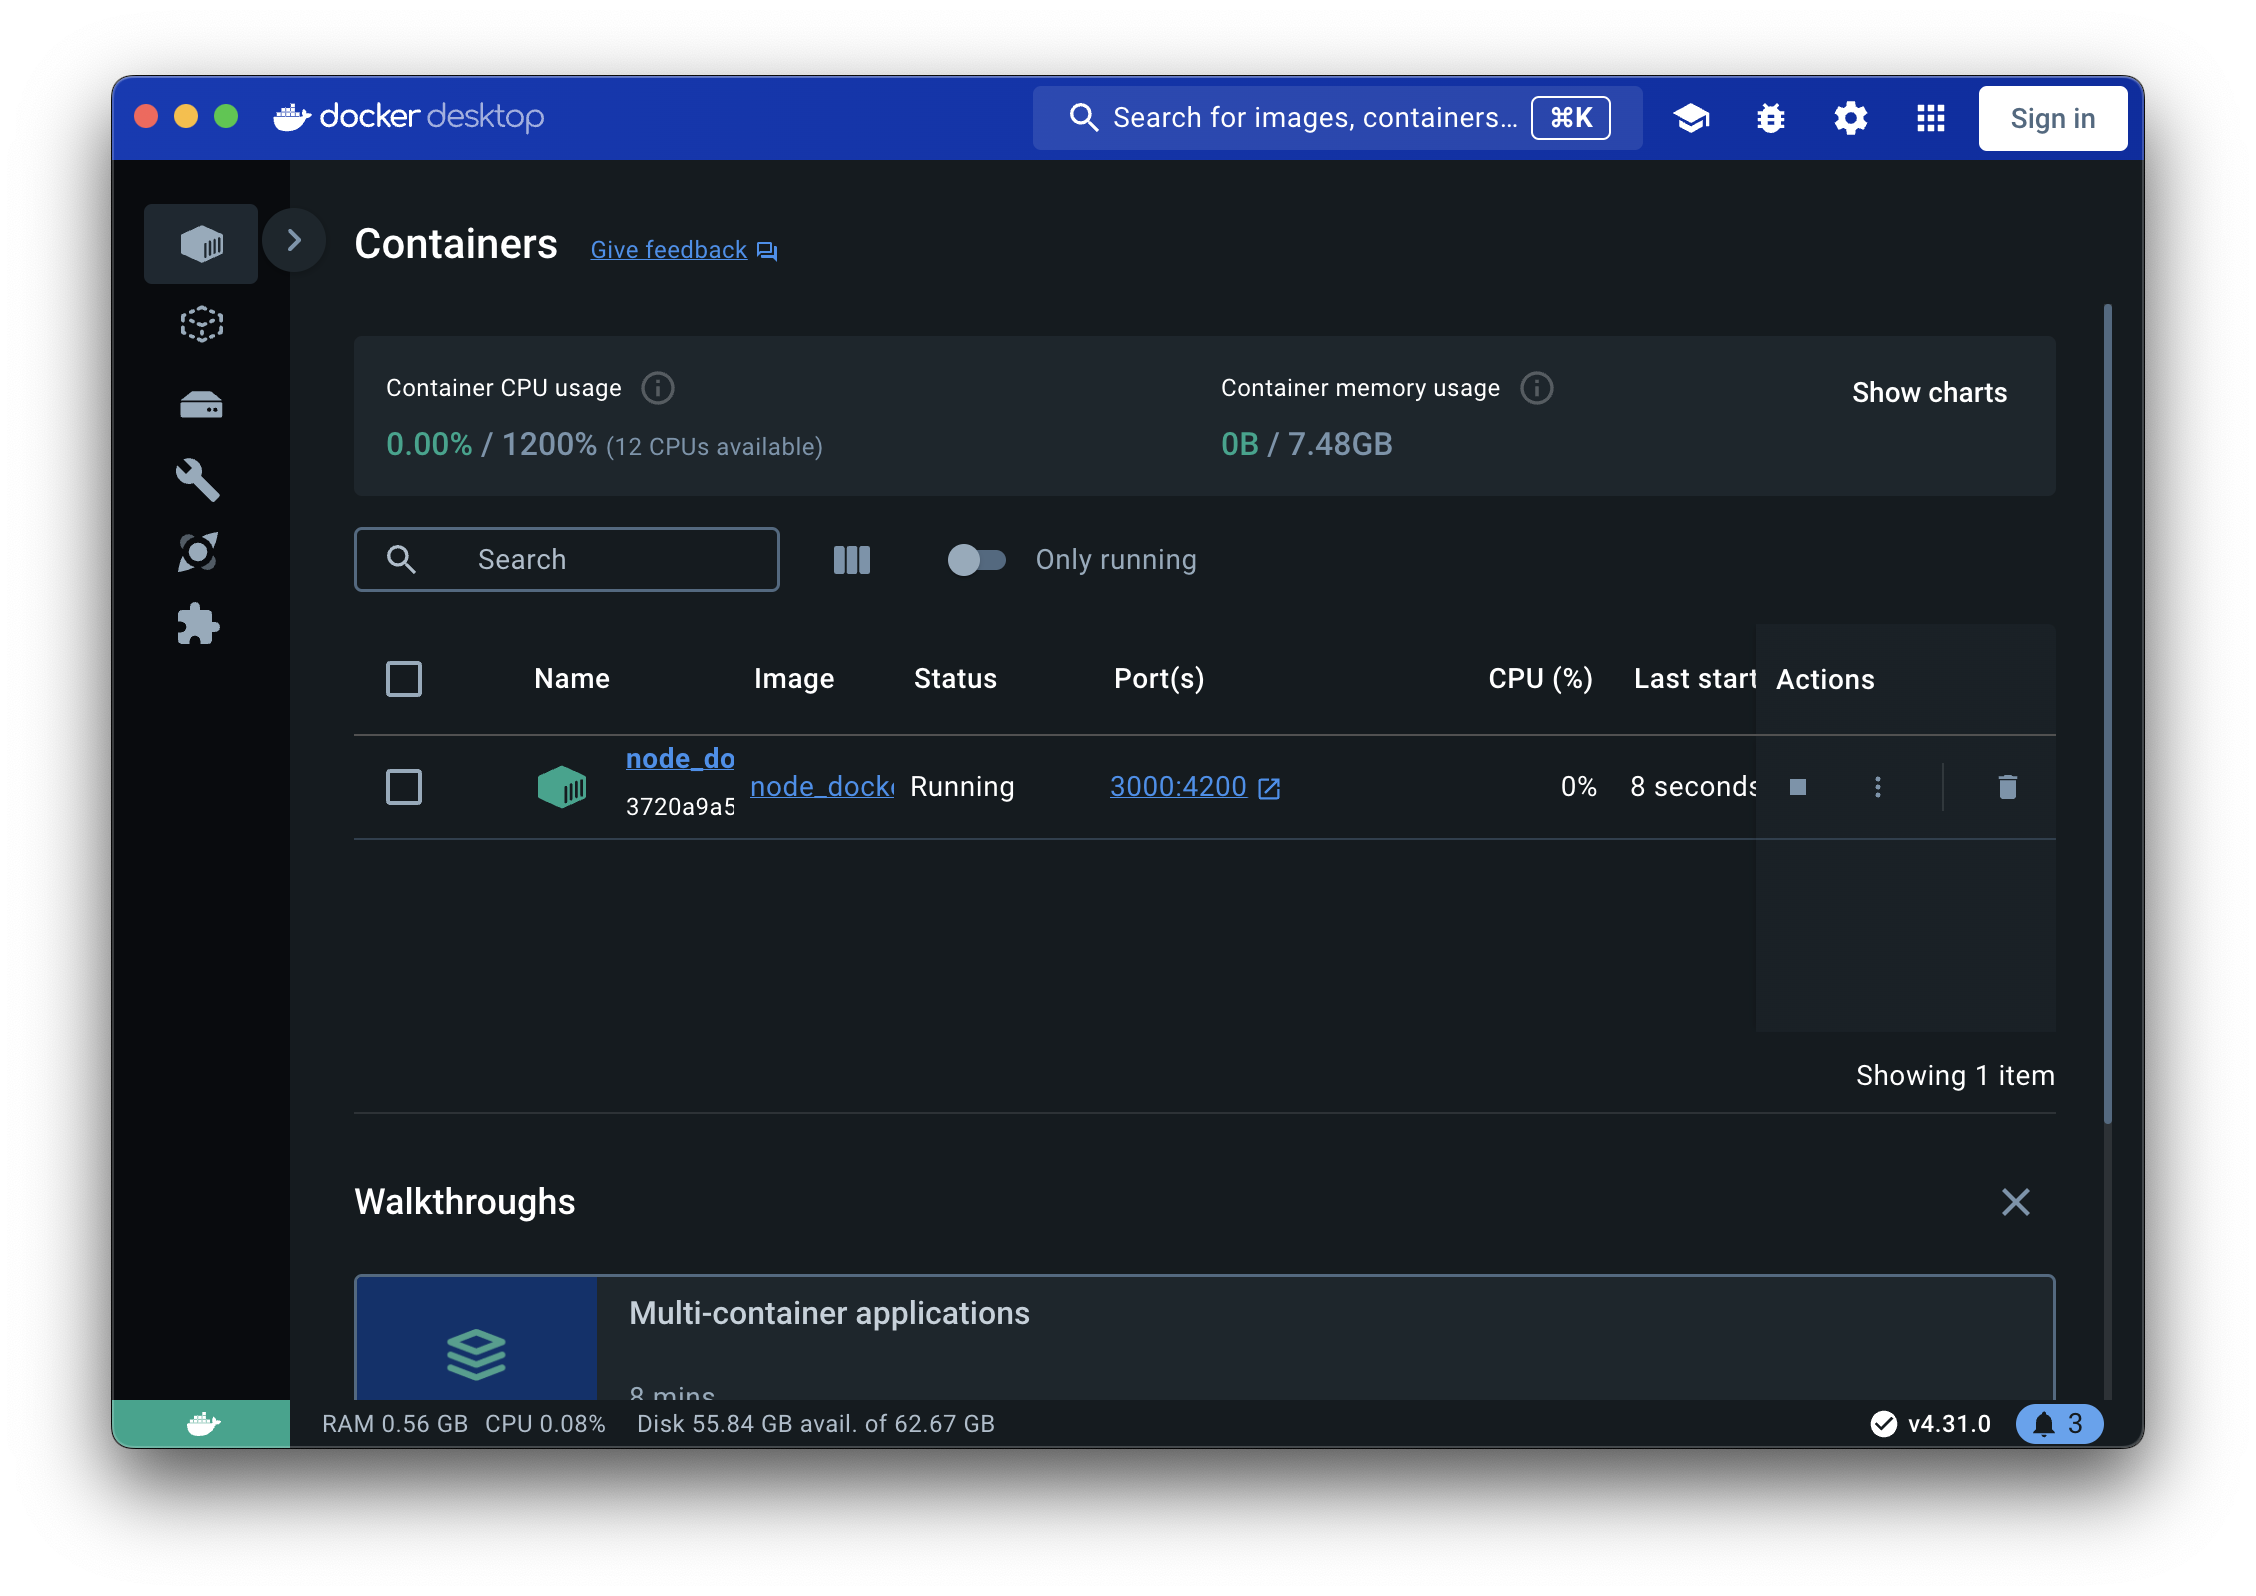 docker desktop
Search for images, containers... ⌘K
Sign in
Containers
Give feedback
Container CPU usage
Container memory usage
Show charts
0.00% / 1200% (12 CPUs available)
0B / 7.48GB
Search
Only running
Name Image Status Port(s) CPU (%) Last start Actions
node_do
node_docke Running 3000:4200 0% 8 seconds
3720a9a5
Showing 1 item
Walkthroughs
Multi-container applications
8 mins
RAM 0.56 GB CPU 0.08% Disk 55.84 GB avail. of 62.67 GB
v4.31.0
3